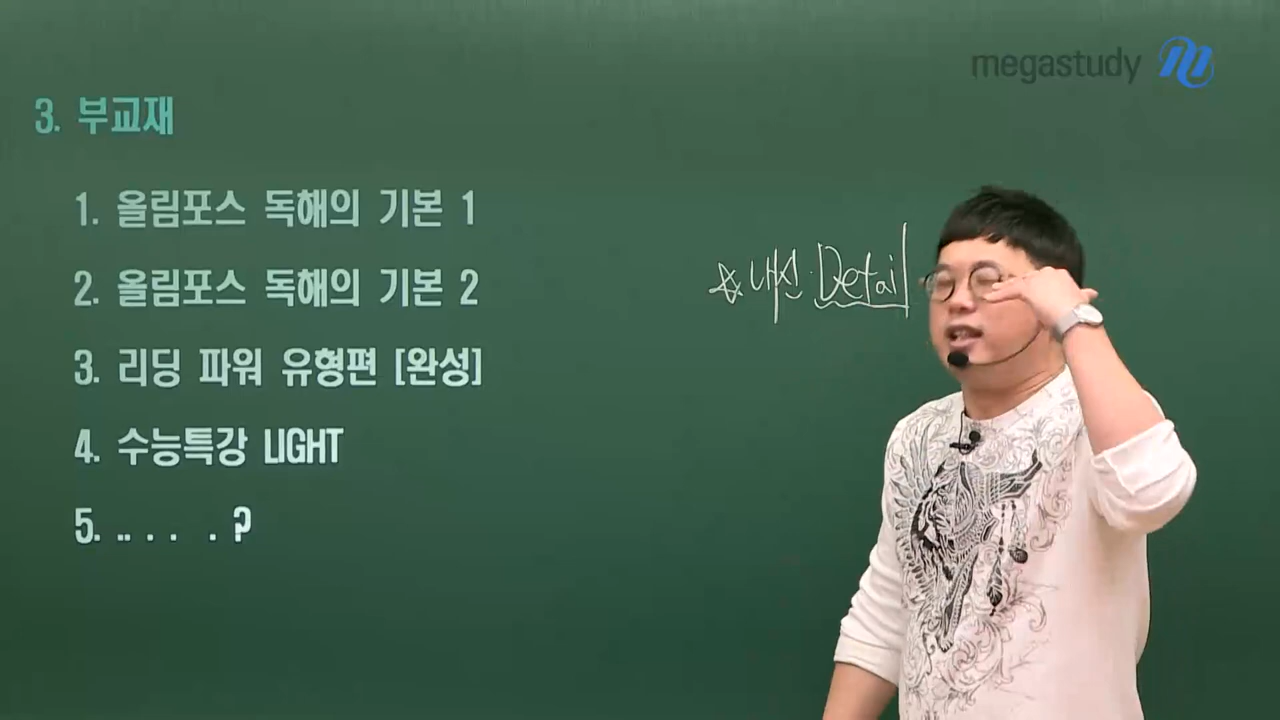 megastudy
3. 부교재
1. 올림포스 독해의 기본 1
2. 올림포스 독해의 기본 2
3. 리딩 파워 유형편 [완성]
4. 수능특강 LIGHT
5. .. . . . ?
내신 Detail